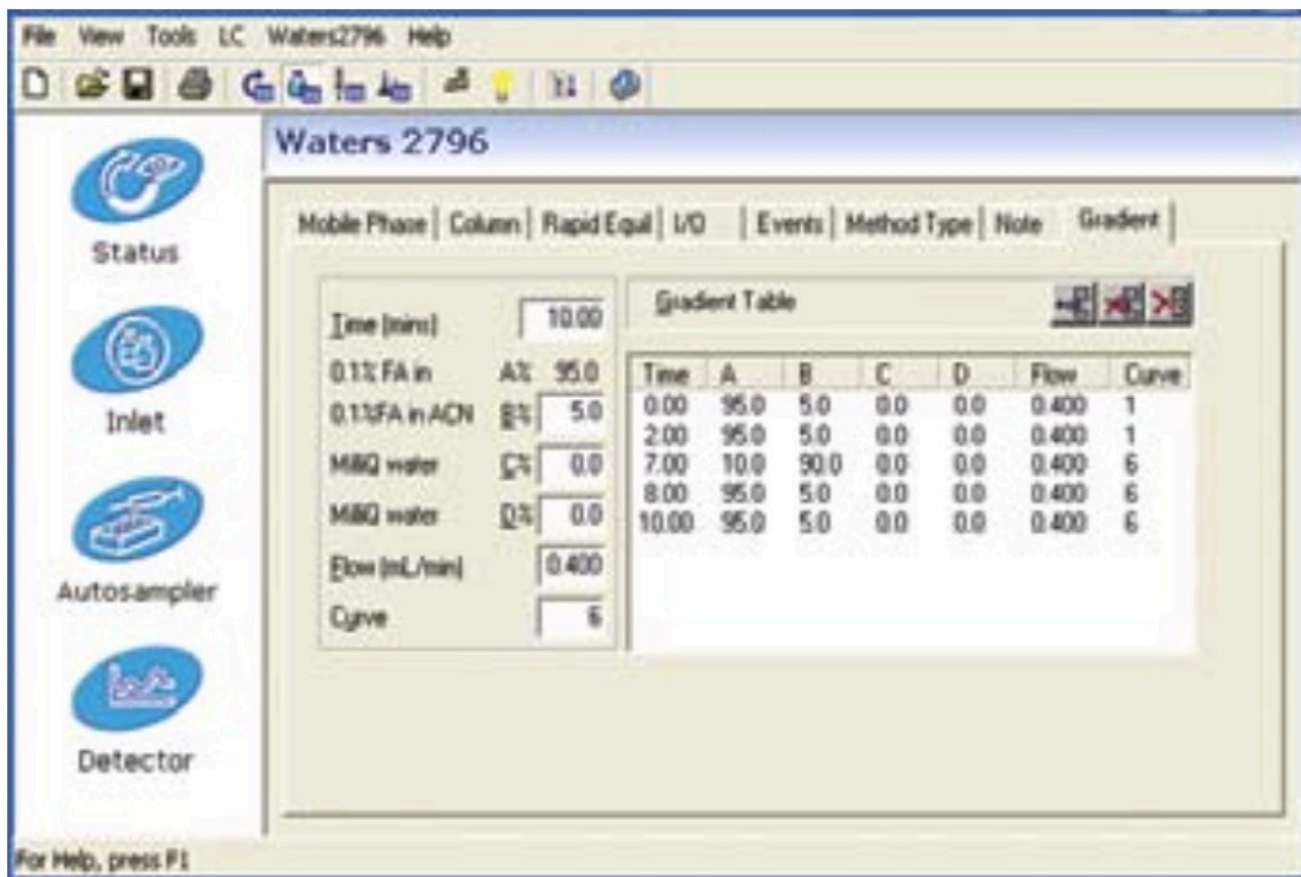 File View Tools LC Waters2796 Help
Waters 2796
Status
Inlet
Autosampler
Detector
Mobile Phase Column Rapid Equil I/O Events Method Type Note Gradient
Time (mins) 10.00
0.1% FA in A% 95.0
0.1%FA in ACN B% 5.0
MilliQ water C% 0.0
MilliQ water D% 0.0
Flow (mL/min) 0.400
Curve 6
Gradient Table
Time A B C D Flow Curve
0.00 95.0 5.0 0.0 0.0 0.400 1
2.00 95.0 5.0 0.0 0.0 0.400 1
7.00 10.0 90.0 0.0 0.0 0.400 6
8.00 95.0 5.0 0.0 0.0 0.400 6
10.00 95.0 5.0 0.0 0.0 0.400 6
For Help, press F1